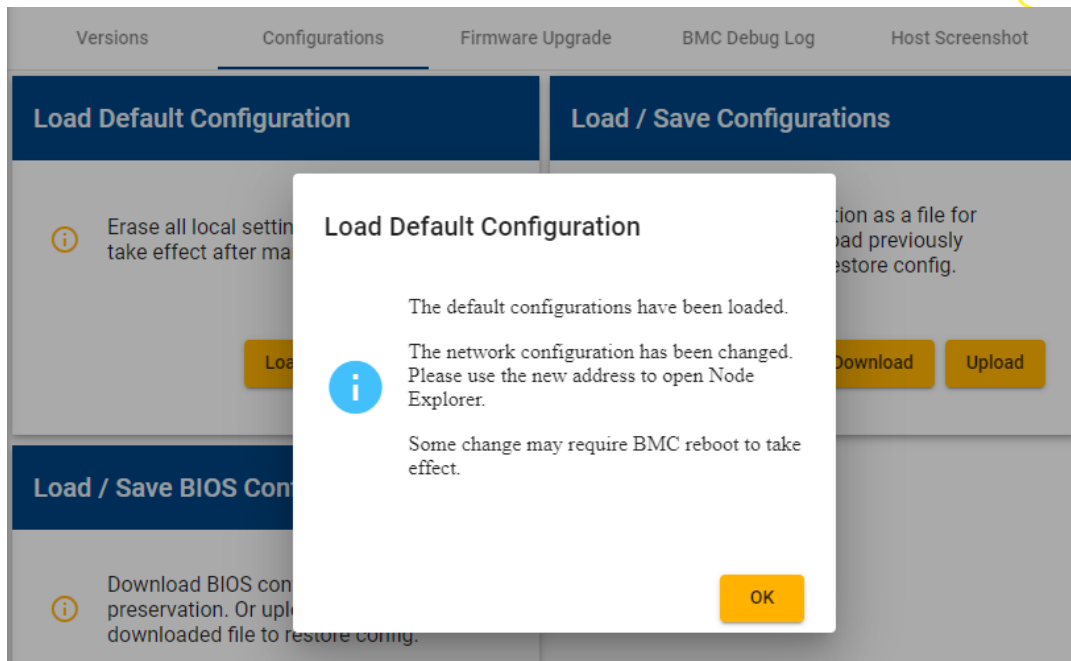 Versions Configurations Firmware Upgrade BMC Debug Log Host Screenshot
Load Default Configuration
Load / Save Configurations
Erase all local settin
take effect after ma
Loa
tion as a file for
ad previously
estore config.
Download Upload
Load Default Configuration
The default configurations have been loaded.
The network configuration has been changed.
Please use the new address to open Node
Explorer.
Some change may require BMC reboot to take
effect.
OK
Load / Save BIOS Con
Download BIOS con
preservation. Or uplo
downloaded file to restore config.